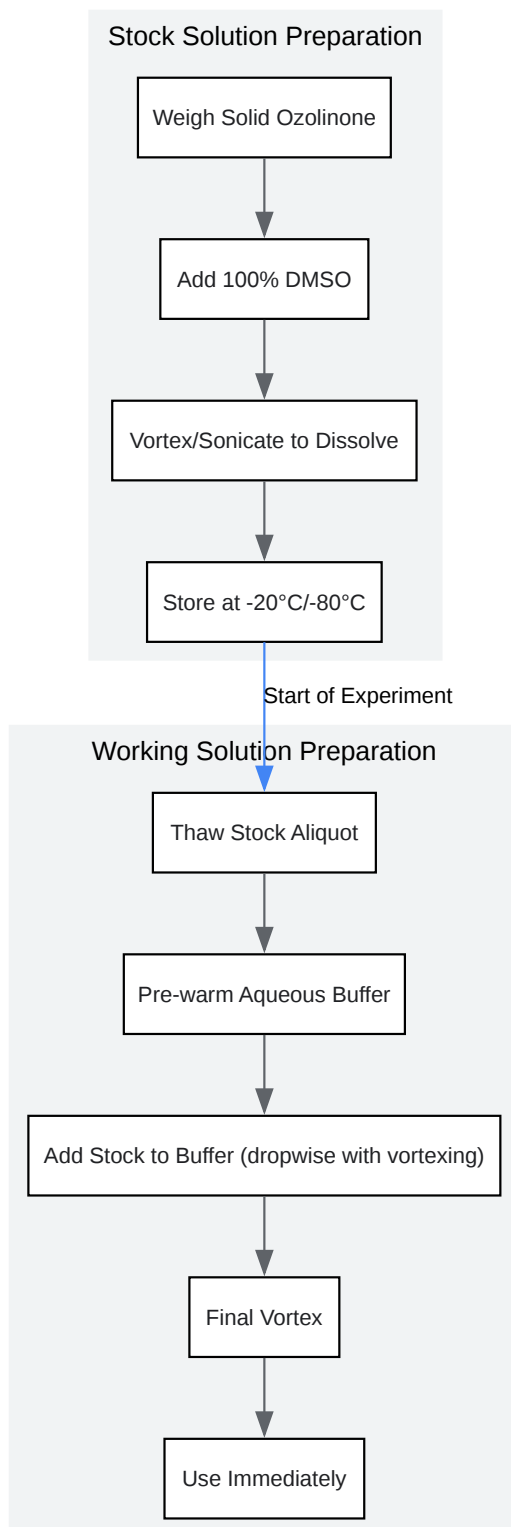 Stock Solution Preparation
Weigh Solid Ozolinone
Add 100% DMSO
Vortex/Sonicate to Dissolve
Store at -20°C/-80°C
Start of Experiment
Working Solution Preparation
Thaw Stock Aliquot
Pre-warm Aqueous Buffer
Add Stock to Buffer (dropwise with vortexing)
Final Vortex
Use Immediately